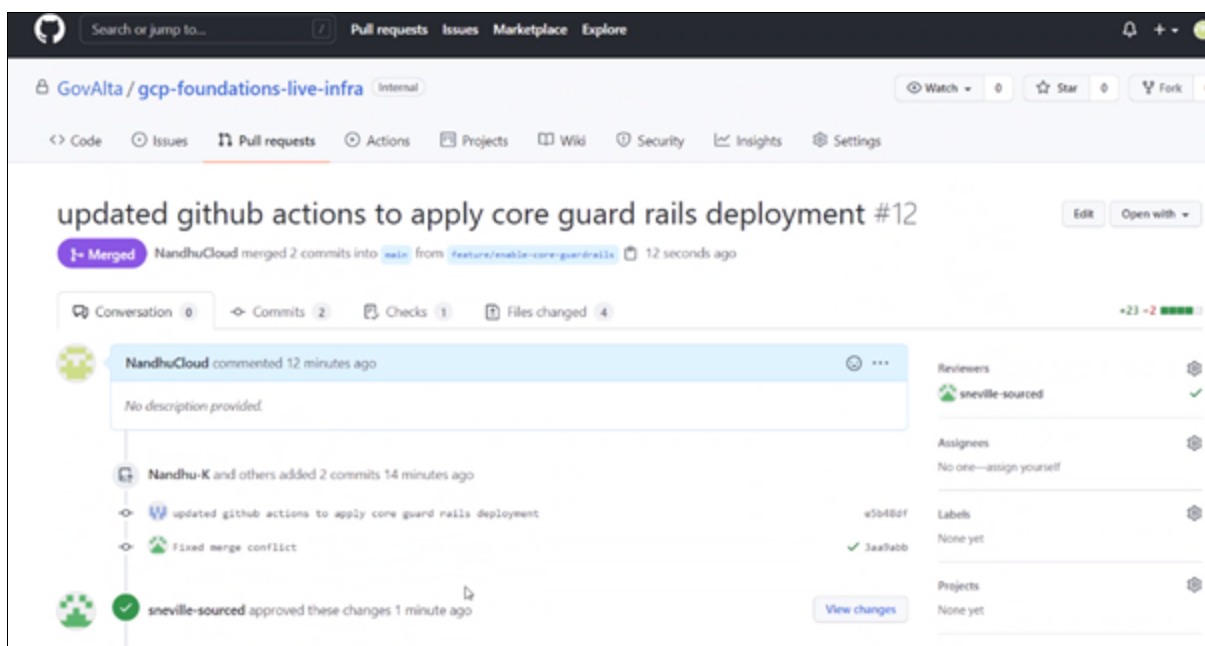 Search or jump to... / Pull requests Issues Marketplace Explore
GovAlta / gcp-foundations-live-infra Internal
Watch 0 Star 0 Fork
Code Issues Pull requests Actions Projects Wiki Security Insights Settings
updated github actions to apply core guard rails deployment #12
Edit Open with
Merged NandhuCloud merged 2 commits into main from feature/enable-core-guardrails 12 seconds ago
Conversation 0 Commits 2 Checks 1 Files changed 4
+23 −2
NandhuCloud commented 12 minutes ago
No description provided.
Nandhu-K and others added 2 commits 14 minutes ago
updated github actions to apply core guard rails deployment
Fixed merge conflict 3aa9abb
sneville-sourced approved these changes 1 minute ago
View changes
Reviewers
sneville-sourced
Assignees
No one—assign yourself
Labels
None yet
Projects
None yet